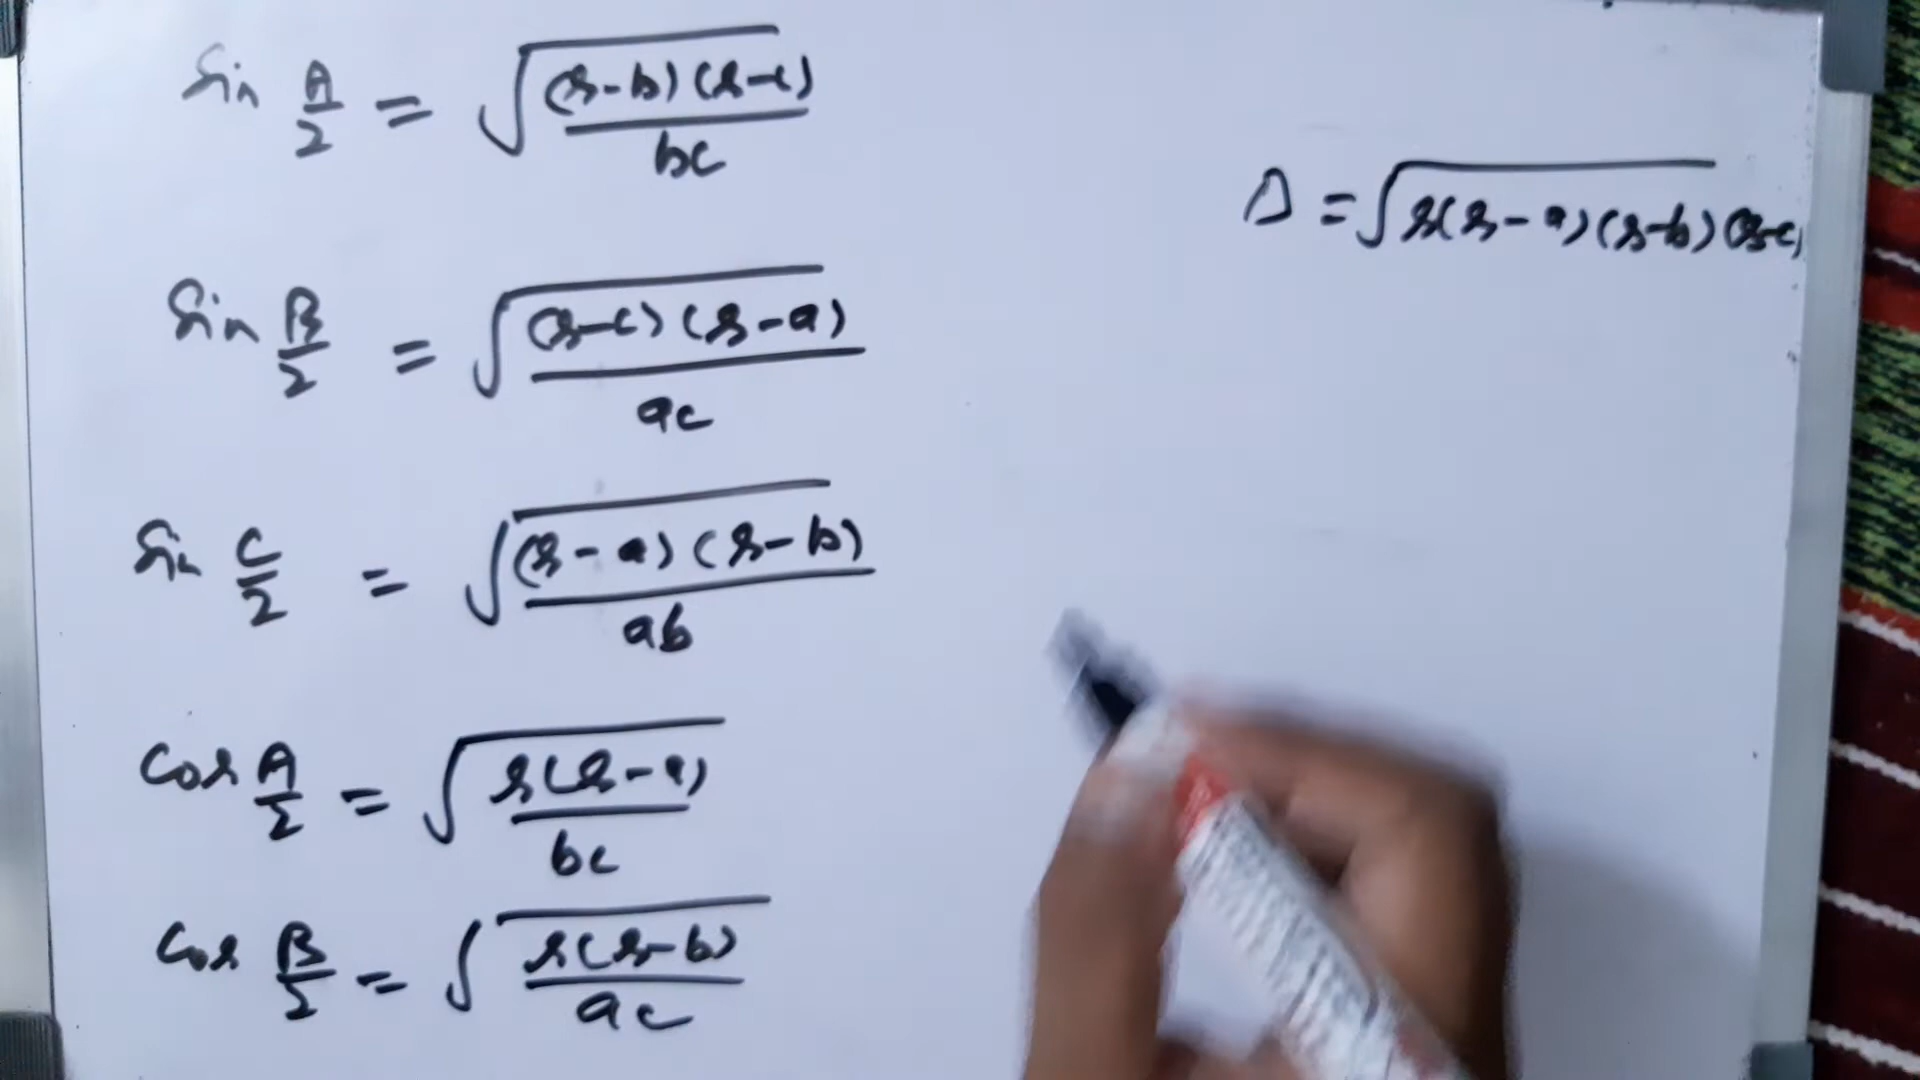 sin A/2 = √((s-b)(s-c)/bc)
Δ = √(s(s-a)(s-b)(s-c)
sin B/2 = √((s-c)(s-a)/ac)
sin C/2 = √((s-a)(s-b)/ab)
cos A/2 = √(s(s-a)/bc)
cos B/2 = √(s(s-b)/ac)